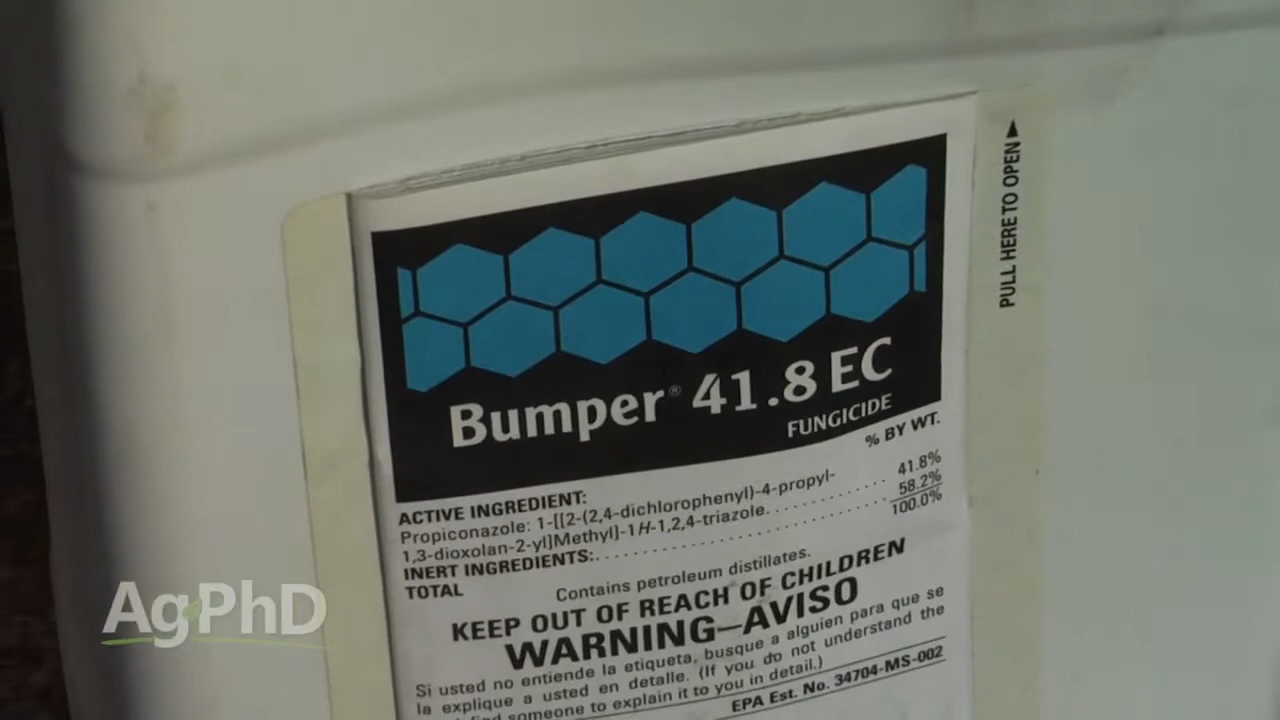 PULL HERE TO OPEN
Bumper® 41.8 EC
FUNGICIDE
% BY WT.
ACTIVE INGREDIENT:
Propiconazole: 1-[[2-(2,4-dichlorophenyl)-4-propyl-
1,3-dioxolan-2-yl]Methyl]-1H-1,2,4-triazole. . . . . . . . . . . . 41.8%
INERT INGREDIENTS:. . . . . . . . . . . . . . . . . . . . . . . . . . . 58.2%
TOTAL 100.0%
Contains petroleum distillates.
KEEP OUT OF REACH OF CHILDREN
WARNING–AVISO
Si usted no entiende la etiqueta, busque a alguien para que se
la explique a usted en detalle. (If you do not understand the
someone to explain it to you in detail.)
EPA Est. No. 34704-MS-002
AgPhD